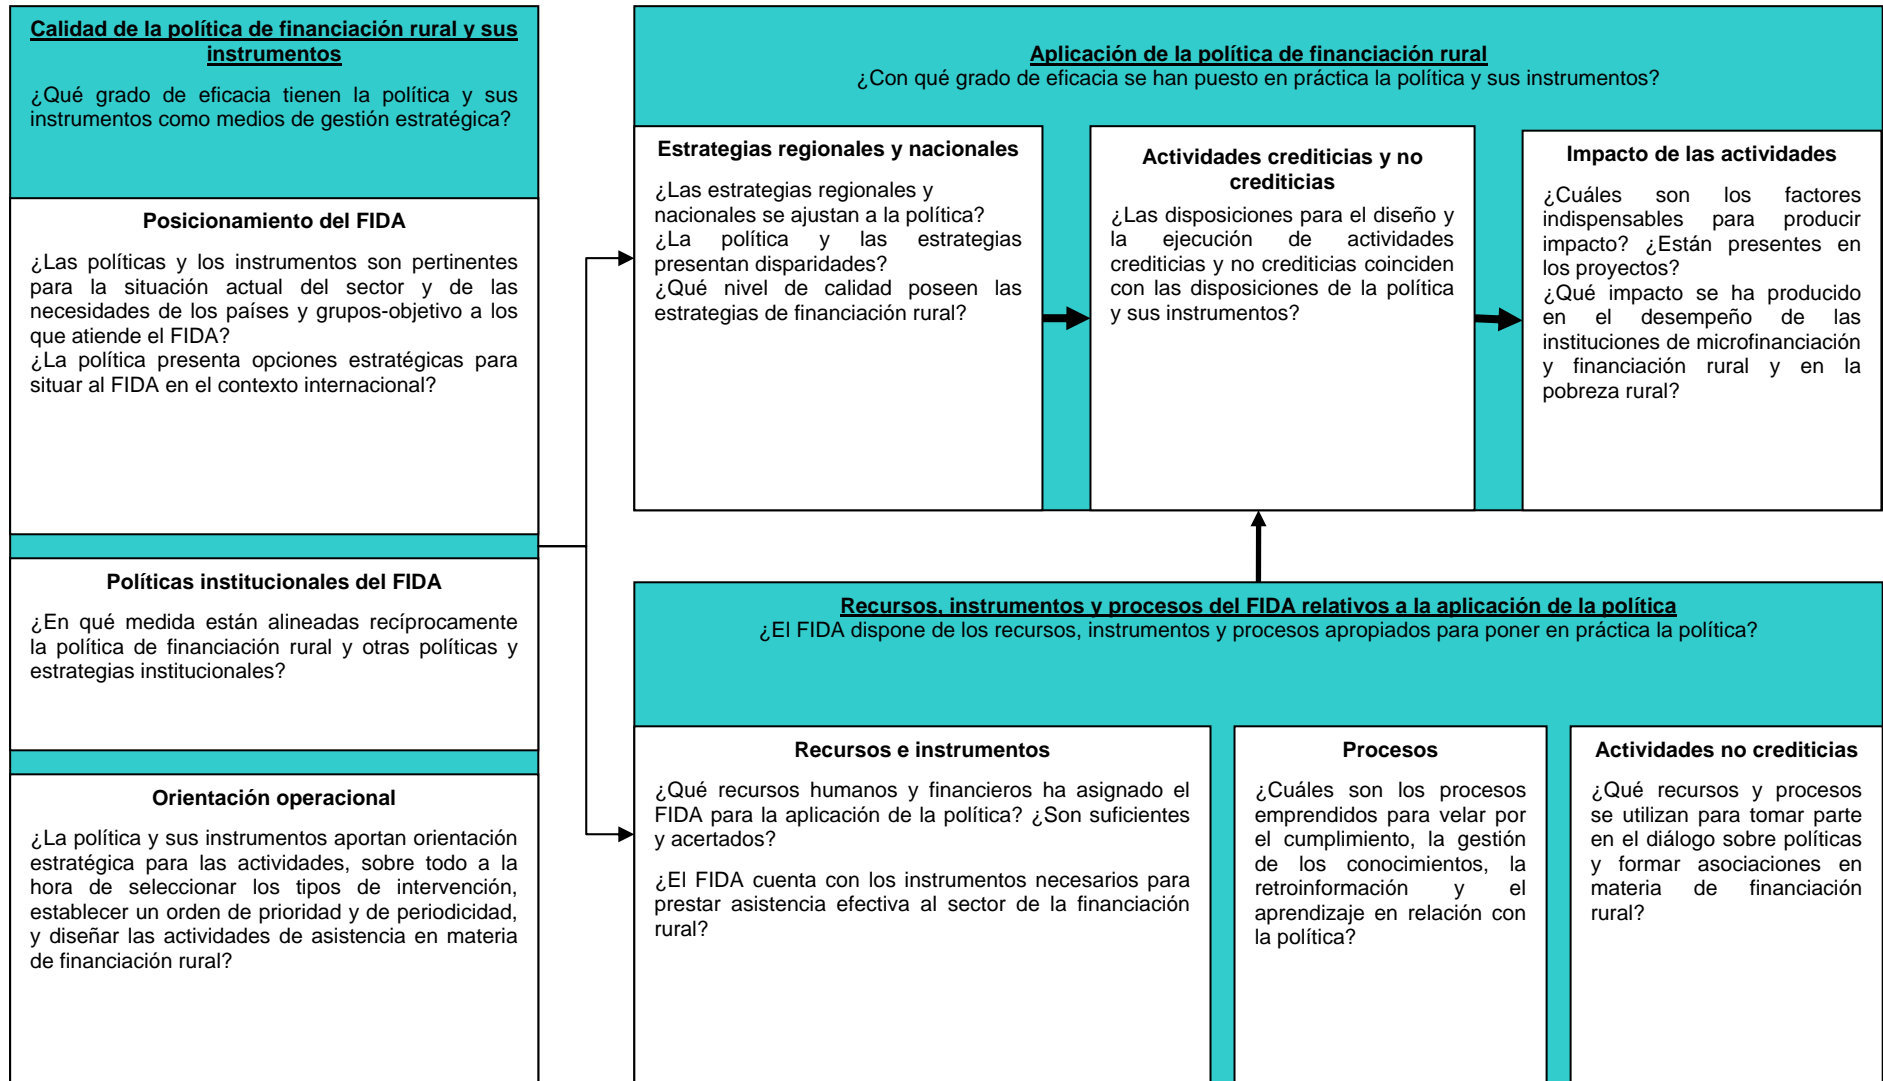 Calidad de la política de financiación rural y sus
instrumentos
¿Qué grado de eficacia tienen la política y sus
instrumentos como medios de gestión estratégica?
Posicionamiento del FIDA
¿Las políticas y los instrumentos son pertinentes
para la situación actual del sector y de las
necesidades de los países y grupos-objetivo a los
que atiende el FIDA?
¿La política presenta opciones estratégicas para
situar al FIDA en el contexto internacional?
Políticas institucionales del FIDA
¿En qué medida están alineadas recíprocamente
la política de financiación rural y otras políticas y
estrategias institucionales?
Orientación operacional
¿La política y sus instrumentos aportan orientación
estratégica para las actividades, sobre todo a la
hora de seleccionar los tipos de intervención,
establecer un orden de prioridad y de periodicidad,
y diseñar las actividades de asistencia en materia
de financiación rural?
Aplicación de la política de financiación rural
¿Con qué grado de eficacia se han puesto en práctica la política y sus instrumentos?
Estrategias regionales y nacionales
¿Las estrategias regionales y
nacionales se ajustan a la política?
¿La política y las estrategias
presentan disparidades?
¿Qué nivel de calidad poseen las
estrategias de financiación rural?
Actividades crediticias y no
crediticias
¿Las disposiciones para el diseño y
la ejecución de actividades
crediticias y no crediticias coinciden
con las disposiciones de la política
y sus instrumentos?
Impacto de las actividades
¿Cuáles son los factores
indispensables para producir
impacto? ¿Están presentes en
los proyectos?
¿Qué impacto se ha producido
en el desempeño de las
instituciones de microfinanciación
y financiación rural y en la
pobreza rural?
Recursos, instrumentos y procesos del FIDA relativos a la aplicación de la política
¿El FIDA dispone de los recursos, instrumentos y procesos apropiados para poner en práctica la política?
Recursos e instrumentos
¿Qué recursos humanos y financieros ha asignado el
FIDA para la aplicación de la política? ¿Son suficientes
y acertados?
¿El FIDA cuenta con los instrumentos necesarios para
prestar asistencia efectiva al sector de la financiación
rural?
Procesos
¿Cuáles son los procesos
emprendidos para velar por
el cumplimiento, la gestión
de los conocimientos, la
retroinformación y el
aprendizaje en relación con
la política?
Actividades no crediticias
¿Qué recursos y procesos
se utilizan para tomar parte
en el diálogo sobre políticas
y formar asociaciones en
materia de financiación
rural?